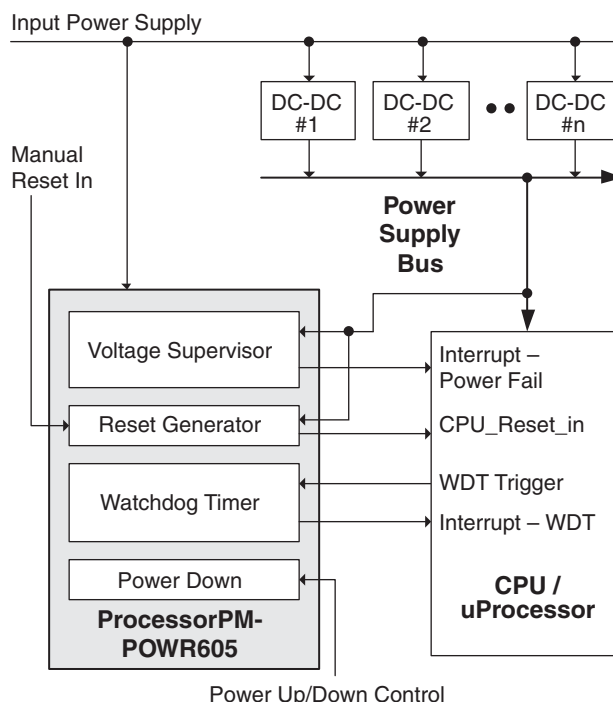 Input Power Supply
DC-DC
#1
DC-DC
#2
DC-DC
#n
Manual
Reset In
Power
Supply
Bus
Voltage Supervisor
Interrupt –
Power Fail
Reset Generator
CPU_Reset_in
Watchdog Timer
WDT Trigger
Interrupt – WDT
Power Down
CPU /
uProcessor
ProcessorPM-
POWR605
Power Up/Down Control